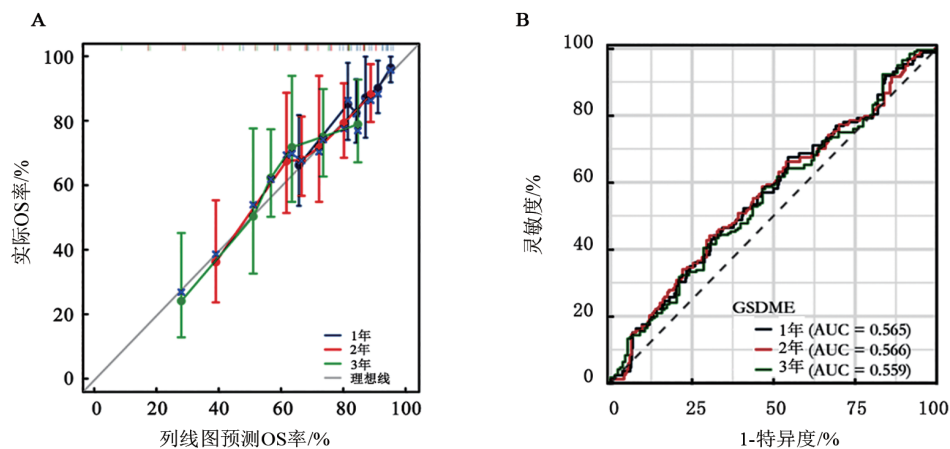 A
实际OS率/%
100
80
60
40
20
0
1年
2年
3年
理想线
0 20 40 60 80 100
列线图预测OS率/%
B
灵敏度/%
100
80
60
40
20
0
GSDME
1年 (AUC = 0.565)
2年 (AUC = 0.566)
3年 (AUC = 0.559)
0 25 50 75 100
1-特异度/%